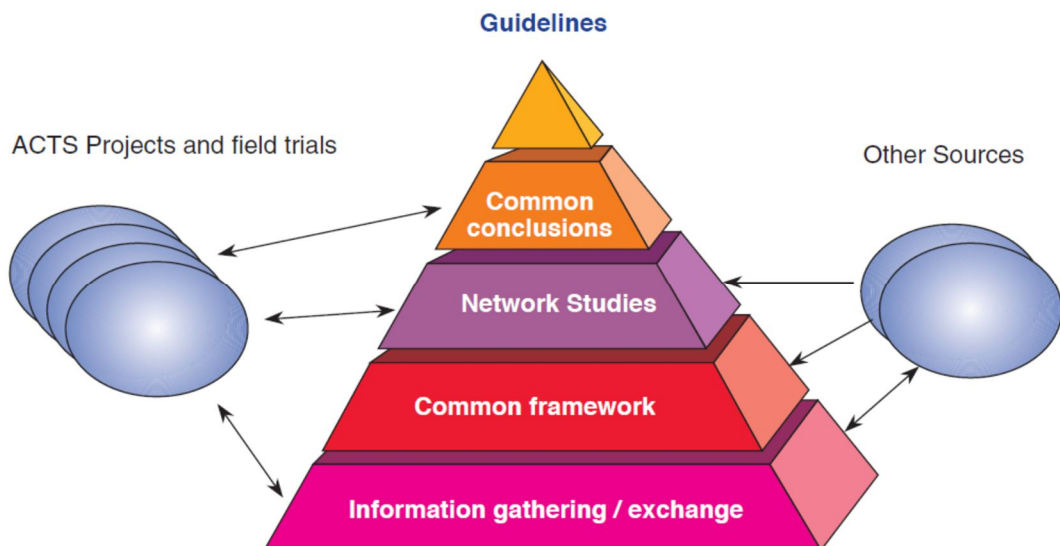 Guidelines
ACTS Projects and field trials
Other Sources
Common
conclusions
Network Studies
Common framework
Information gathering / exchange